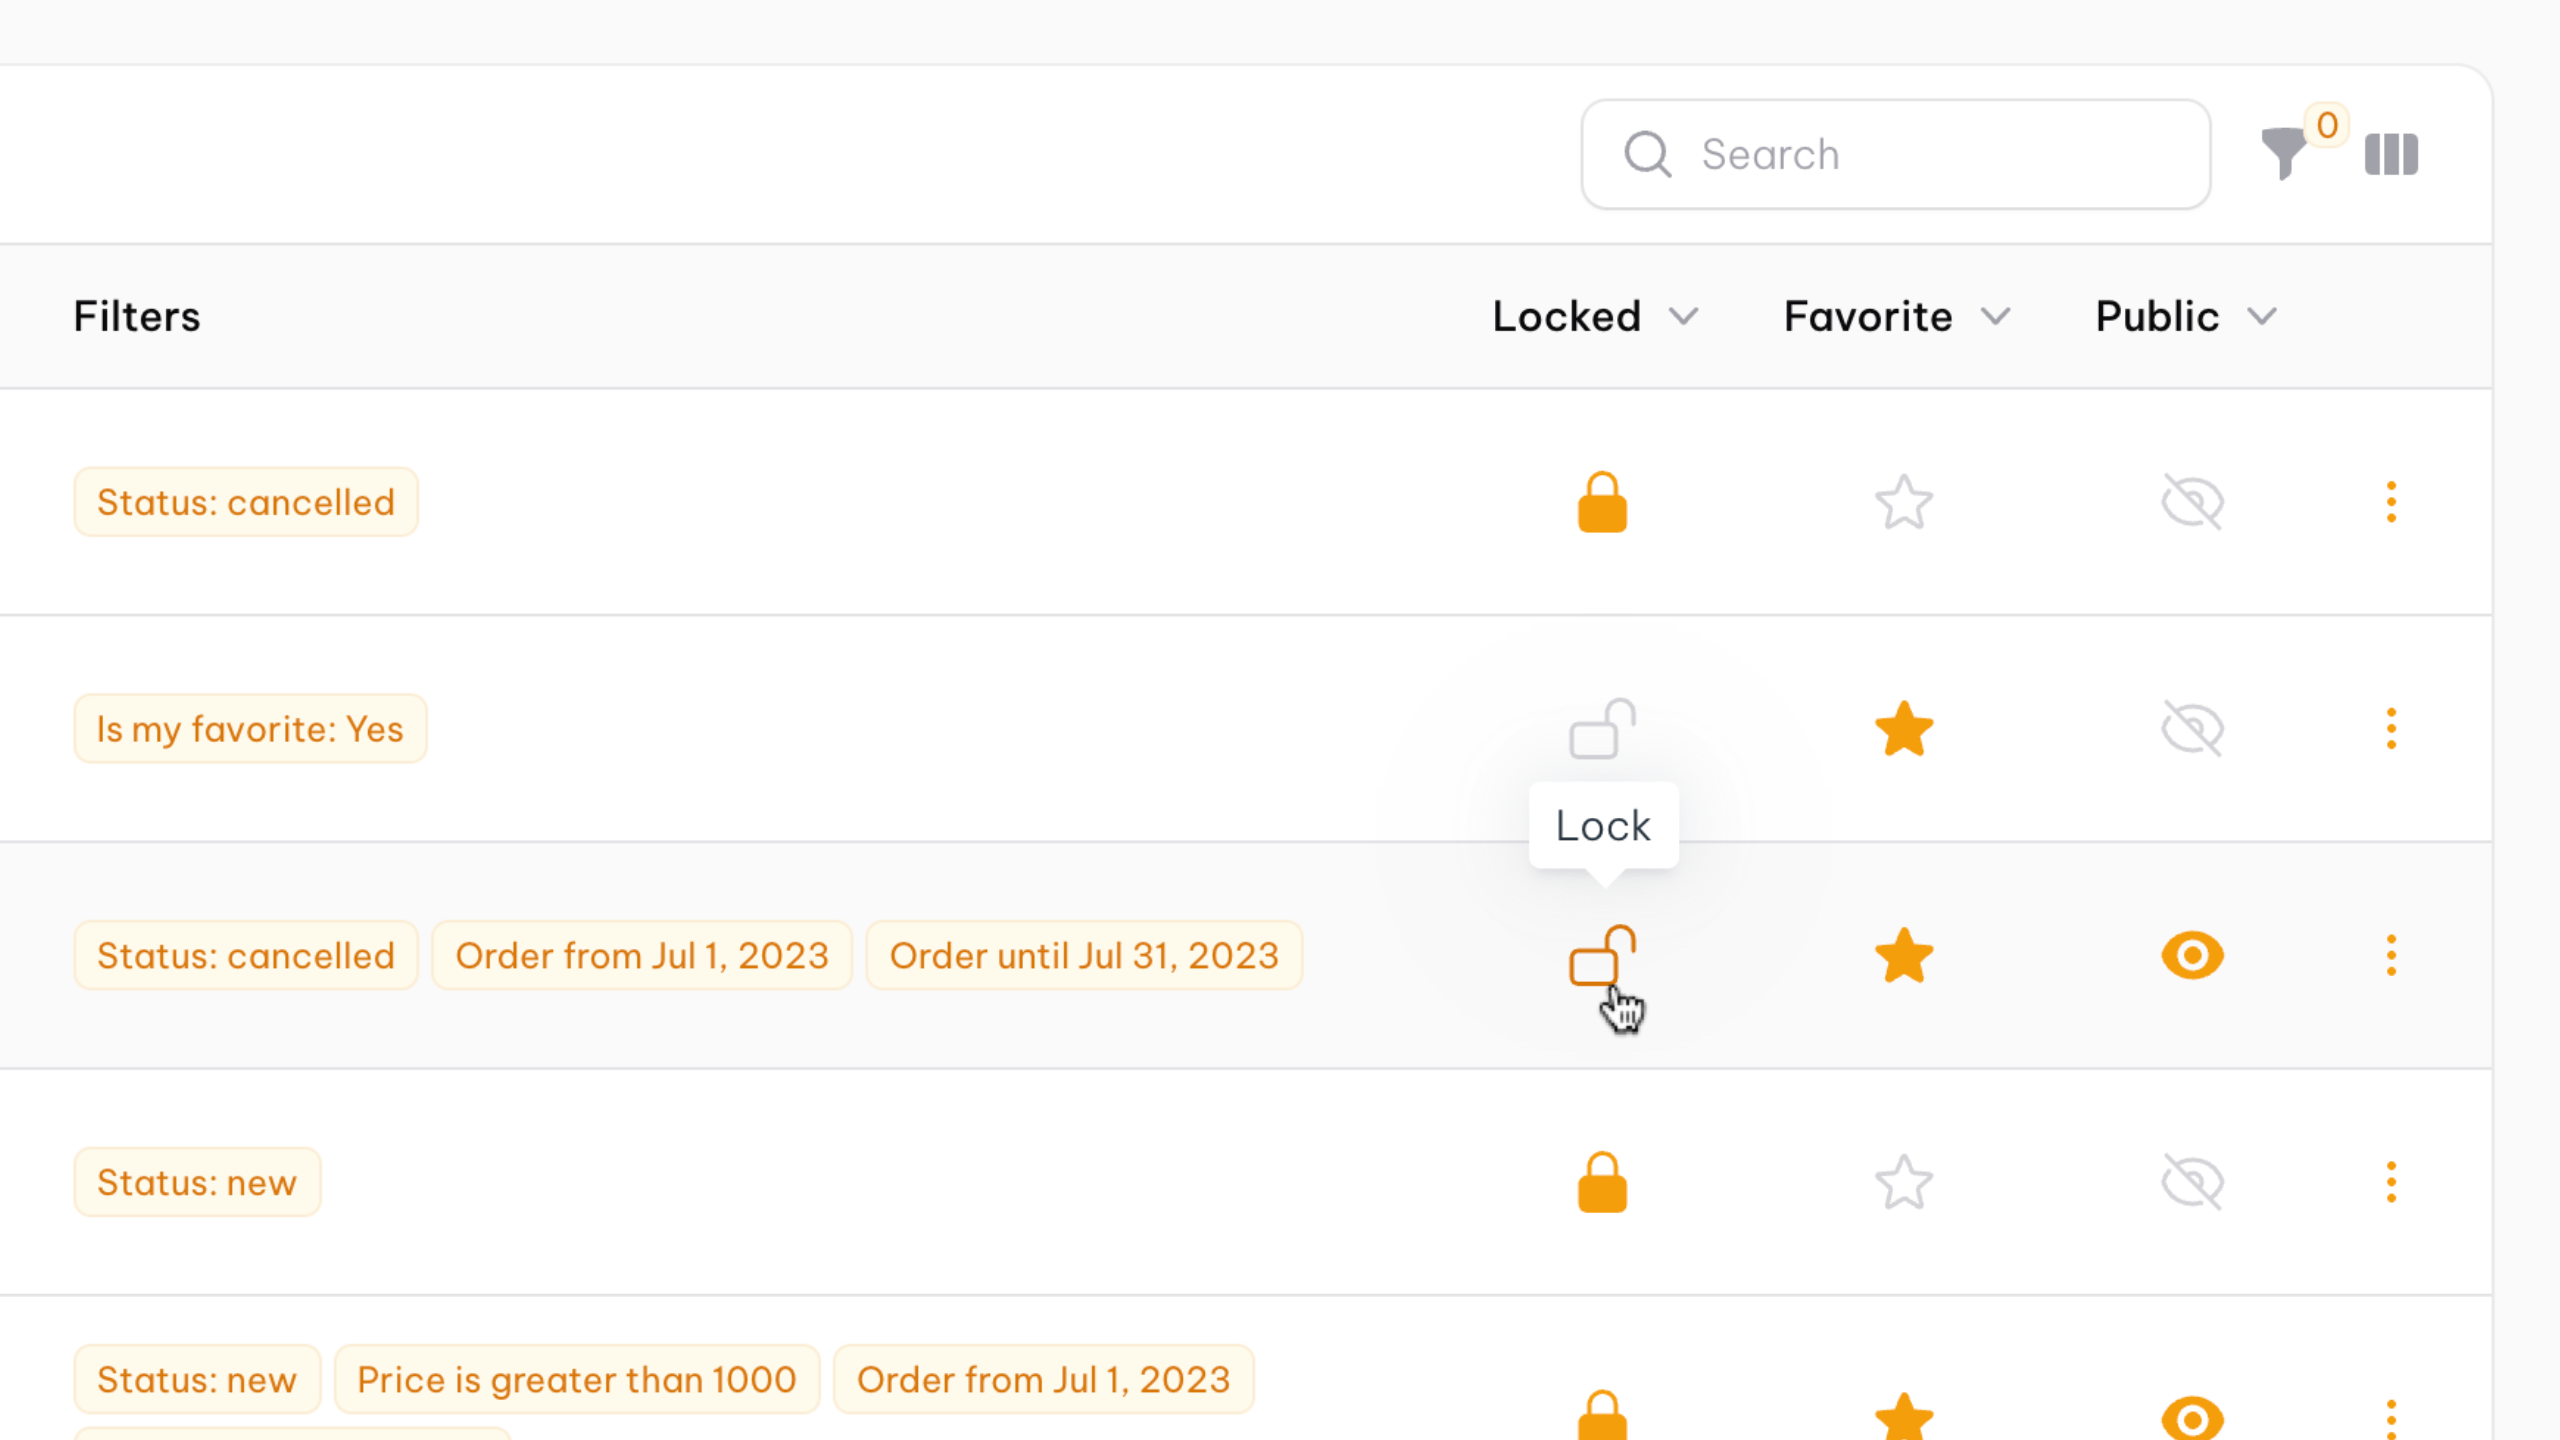 Search
0
Filters Locked Favorite Public
Status: cancelled
Is my favorite: Yes
Lock
Status: cancelled Order from Jul 1, 2023 Order until Jul 31, 2023
Status: new
Status: new Price is greater than 1000 Order from Jul 1, 2023